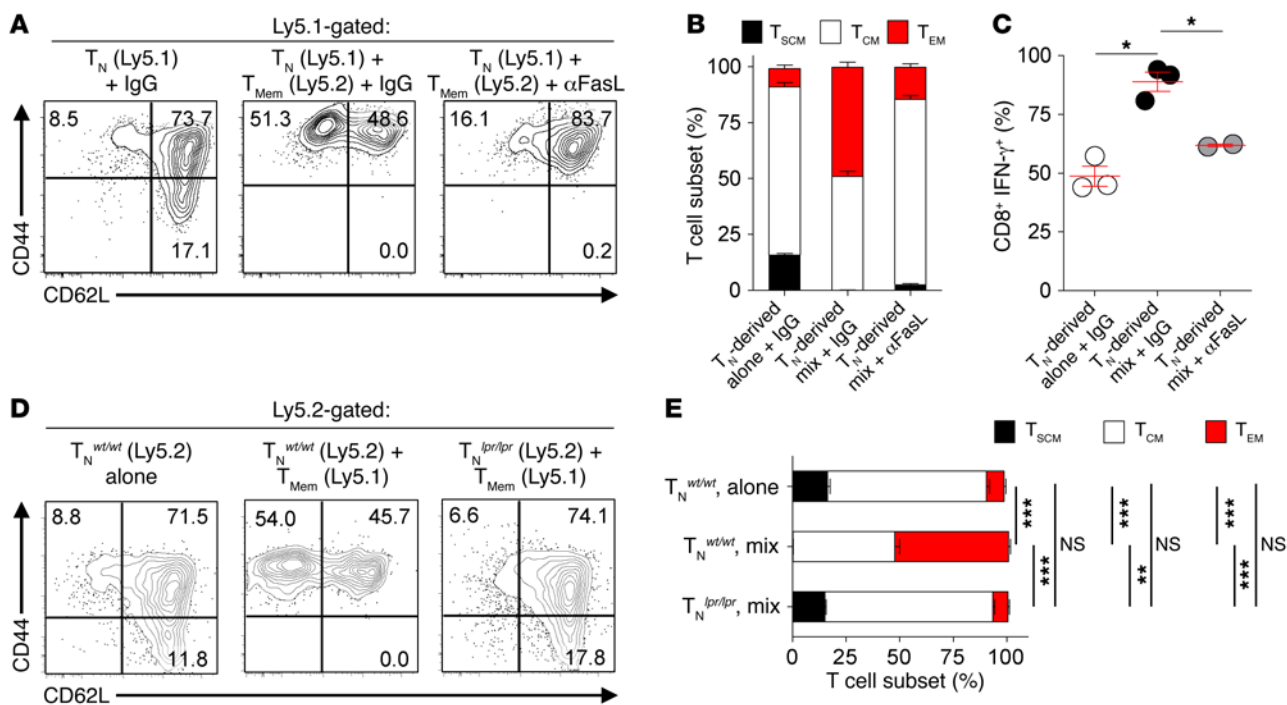 A
Ly5.1-gated:
T_N (Ly5.1)
+ IgG
T_N (Ly5.1) +
T_Mem (Ly5.2) + IgG
T_N (Ly5.1) +
T_Mem (Ly5.2) + αFasL
8.5
73.7
17.1
51.3
48.6
0.0
16.1
83.7
0.2
CD44
CD62L
B
T_SCM
T_CM
T_EM
100
75
50
25
0
T cell subset (%)
T_N-derived
alone + IgG
T_N-derived
mix + IgG
T_N-derived
mix + αFasL
C
*
*
100
75
50
25
0
CD8⁺ IFN-γ⁺ (%)
T_N-derived
alone + IgG
T_N-derived
mix + IgG
T_N-derived
mix + αFasL
D
Ly5.2-gated:
T_N^wt/wt (Ly5.2)
alone
T_N^wt/wt (Ly5.2) +
T_Mem (Ly5.1)
T_N^lpr/lpr (Ly5.2) +
T_Mem (Ly5.1)
8.8
71.5
11.8
54.0
45.7
0.0
6.6
74.1
17.8
CD44
CD62L
E
T_SCM
T_CM
T_EM
T_N^wt/wt, alone
T_N^wt/wt, mix
T_N^lpr/lpr, mix
0
25
50
75
100
T cell subset (%)
***
***
NS
***
**
NS
***
***
NS